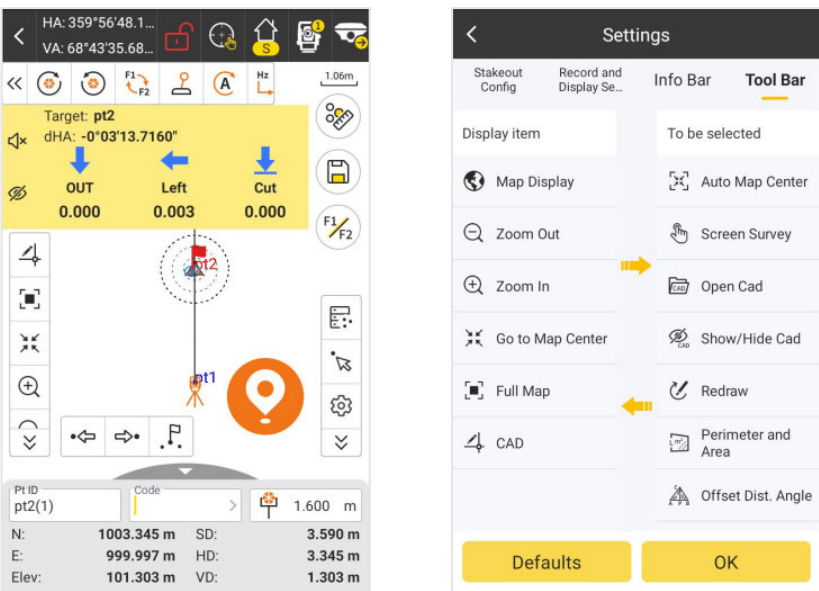 HA: 359°56'48.1...
VA: 68°43'35.68...
S
1
F1
F2
A
Hz
1.06m
Target: pt2
dHA: -0°03'13.7160"
OUT
Left
Cut
0.000
0.003
0.000
F1
F2
pt2
pt1
Pt ID
pt2(1)
Code
1.600 m
N: 1003.345 m SD: 3.590 m
E: 999.997 m HD: 3.345 m
Elev: 101.303 m VD: 1.303 m
Settings
Stakeout
Config
Record and
Display Se...
Info Bar
Tool Bar
Display item
To be selected
Map Display
Auto Map Center
Zoom Out
Screen Survey
Zoom In
CAD
Open Cad
Go to Map Center
CAD
Show/Hide Cad
Full Map
Redraw
CAD
m²
Perimeter and
Area
Offset Dist. Angle
Defaults
OK